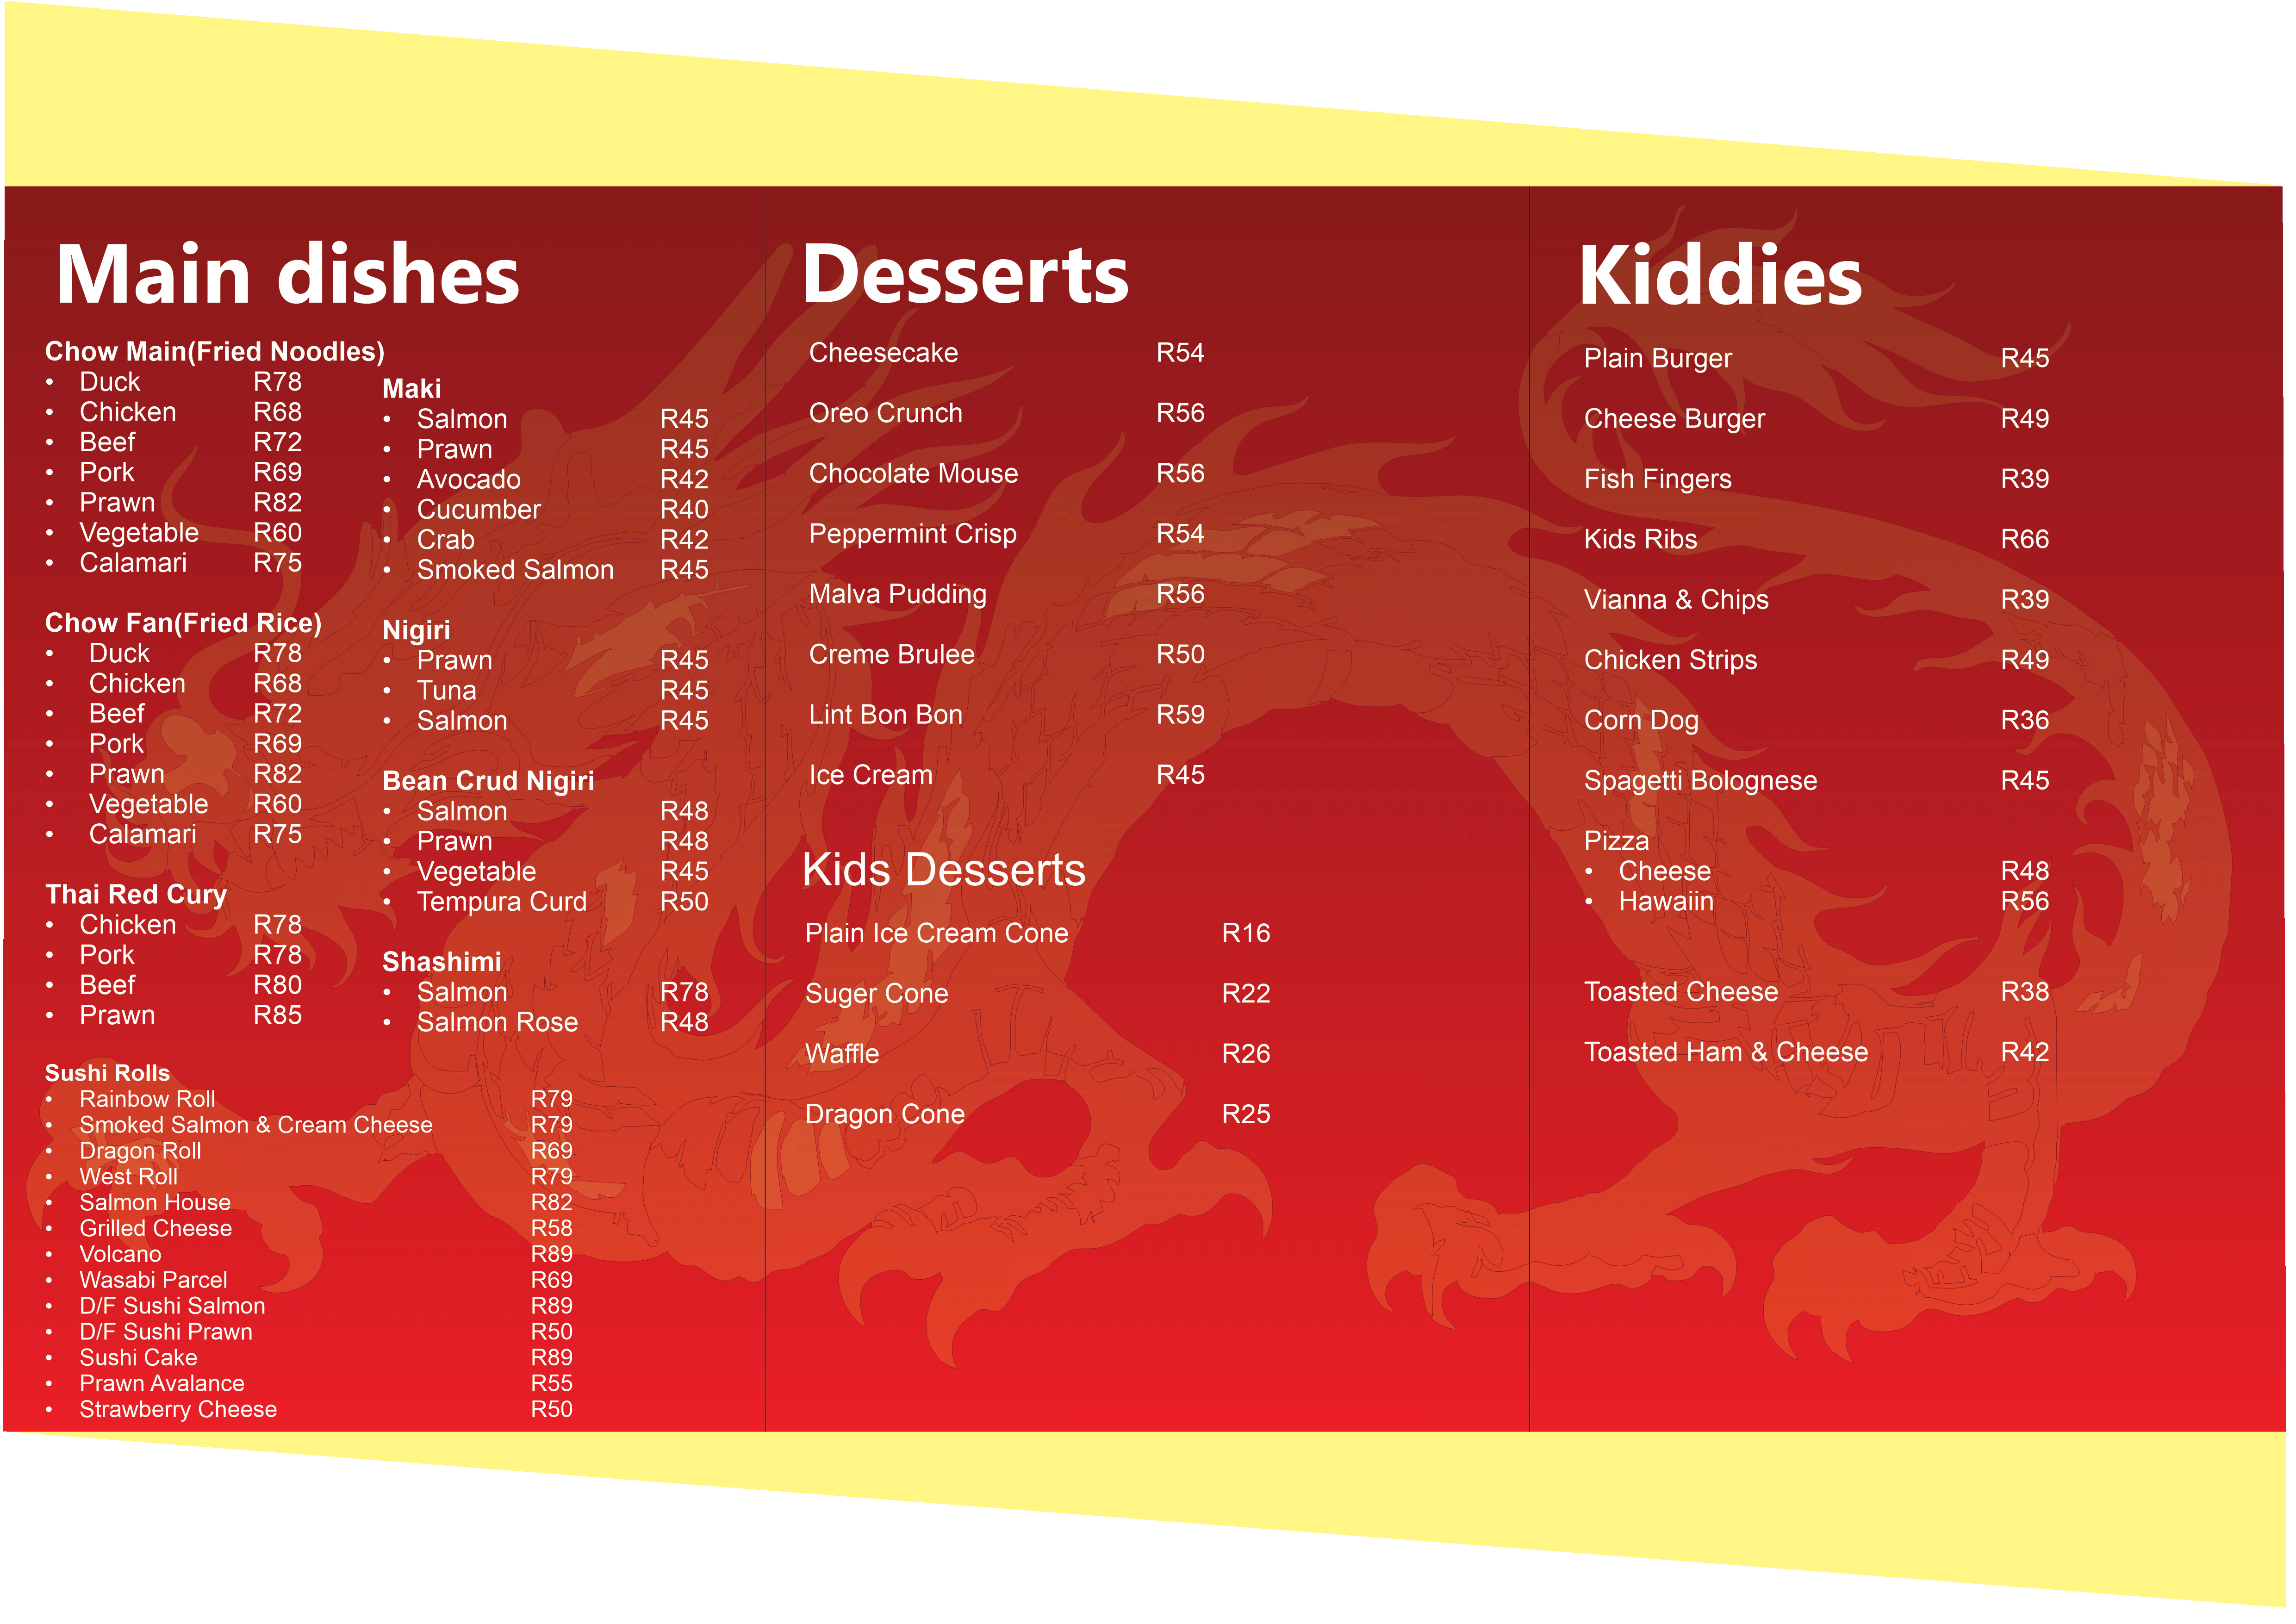 Main dishes
Chow Main(Fried Noodles)
• Duck R78
• Chicken R68
• Beef R72
• Pork R69
• Prawn R82
• Vegetable R60
• Calamari R75
Chow Fan(Fried Rice)
• Duck R78
• Chicken R68
• Beef R72
• Pork R69
• Prawn R82
• Vegetable R60
• Calamari R75
Thai Red Cury
• Chicken R78
• Pork R78
• Beef R80
• Prawn R85
Maki
• Salmon R45
• Prawn R45
• Avocado R42
• Cucumber R40
• Crab R42
• Smoked Salmon R45
Nigiri
• Prawn R45
• Tuna R45
• Salmon R45
Bean Crud Nigiri
• Salmon R48
• Prawn R48
• Vegetable R45
• Tempura Curd R50
Shashimi
• Salmon R78
• Salmon Rose R48
Sushi Rolls
• Rainbow Roll R79
• Smoked Salmon & Cream Cheese R79
• Dragon Roll R69
• West Roll R79
• Salmon House R82
• Grilled Cheese R58
• Volcano R89
• Wasabi Parcel R69
• D/F Sushi Salmon R89
• D/F Sushi Prawn R50
• Sushi Cake R89
• Prawn Avalance R55
• Strawberry Cheese R50
Desserts
Cheesecake R54
Oreo Crunch R56
Chocolate Mouse R56
Peppermint Crisp R54
Malva Pudding R56
Creme Brulee R50
Lint Bon Bon R59
Ice Cream R45
Kids Desserts
Plain Ice Cream Cone R16
Suger Cone R22
Waffle R26
Dragon Cone R25
Kiddies
Plain Burger R45
Cheese Burger R49
Fish Fingers R39
Kids Ribs R66
Vianna & Chips R39
Chicken Strips R49
Corn Dog R36
Spagetti Bolognese R45
Pizza
• Cheese R48
• Hawaiin R56
Toasted Cheese R38
Toasted Ham & Cheese R42